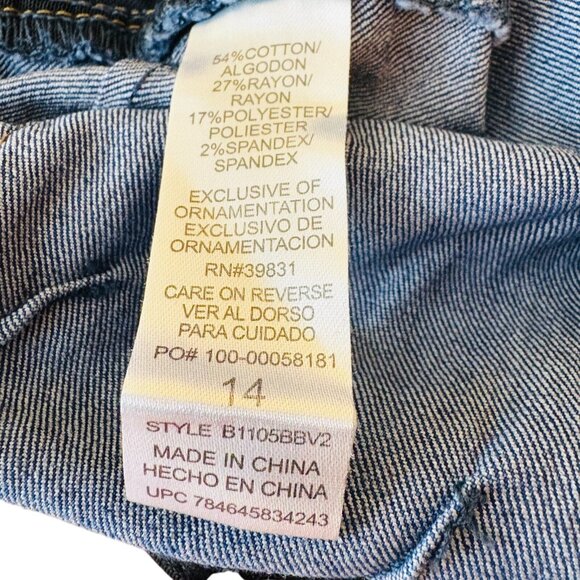 54%COTTON/
ALGODON
27%RAYON/
RAYON
17%POLYESTER/
POLIESTER
2%SPANDEX/
SPANDEX
EXCLUSIVE OF
ORNAMENTATION
EXCLUSIVO DE
ORNAMENTACION
RN#39831
CARE ON REVERSE
VER AL DORSO
PARA CUIDADO
PO# 100-00058181
14
STYLE B1105BBV2
MADE IN CHINA
HECHO EN CHINA
UPC 784645834243